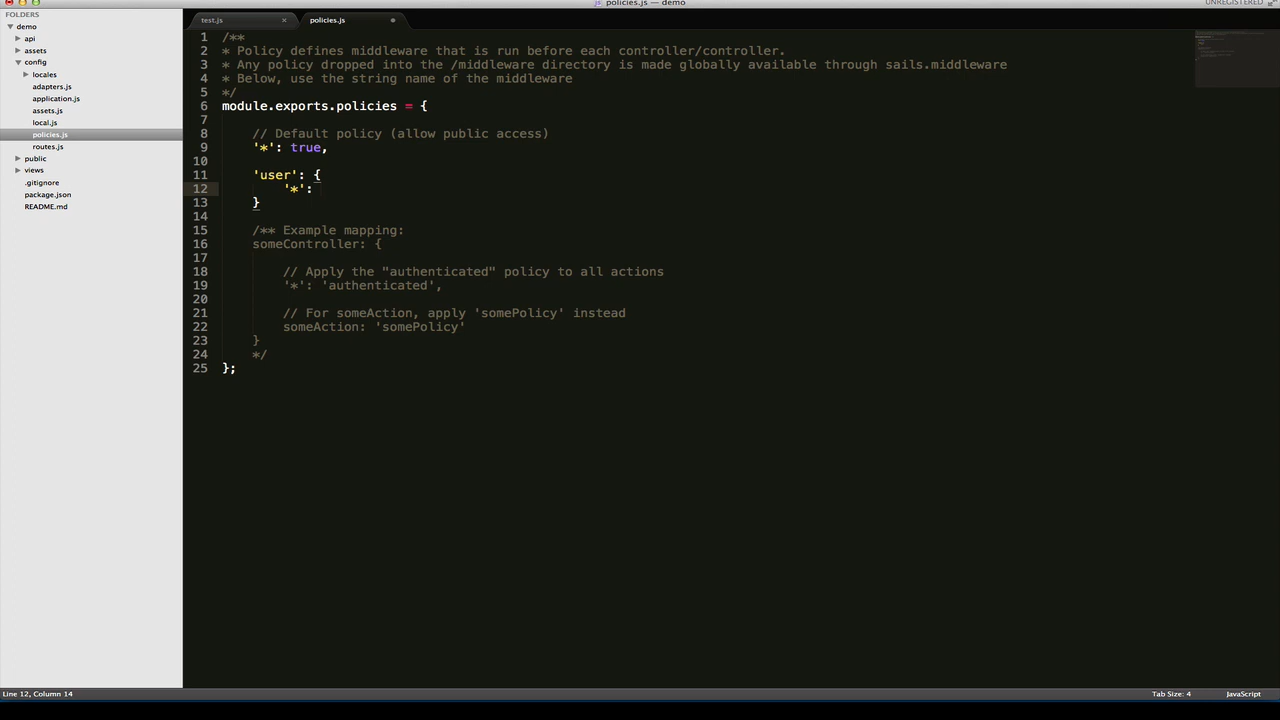 policies.js — demo
UNREGISTERED
FOLDERS
demo
api
assets
config
locales
adapters.js
application.js
assets.js
local.js
policies.js
routes.js
public
views
.gitignore
package.json
README.md
test.js ×
policies.js
1 /**
2 * Policy defines middleware that is run before each controller/controller.
3 * Any policy dropped into the /middleware directory is made globally available through sails.middleware
4 * Below, use the string name of the middleware
5 */
6 module.exports.policies = {
7
8 // Default policy (allow public access)
9 '*': true,
10
11 'user': {
12 '*':
13 }
14
15 /** Example mapping:
16 someController: {
17
18 // Apply the "authenticated" policy to all actions
19 '*': 'authenticated',
20
21 // For someAction, apply 'somePolicy' instead
22 someAction: 'somePolicy'
23 }
24 */
25 };
Line 12, Column 14
Tab Size: 4
JavaScript